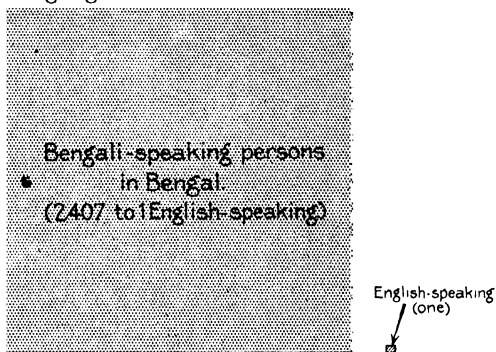 Bengali-speaking persons
in Bengal.
(2407 to 1 English-speaking)
English-speaking
(one)